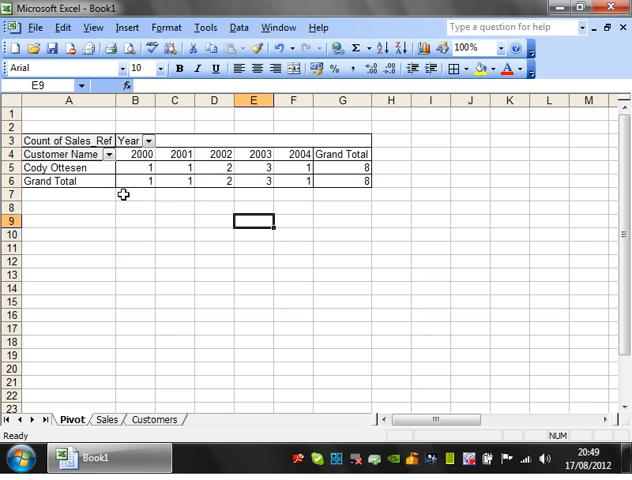 Microsoft Excel - Book1
File Edit View Insert Format Tools Data Window Help
Type a question for help
100%
Arial 10 B I U
E9 fx
A B C D E F G H I J K L M
1
2
3 Count of Sales_Ref Year
4 Customer Name 2000 2001 2002 2003 2004 Grand Total
5 Cody Ottesen 1 1 2 3 1 8
6 Grand Total 1 1 2 3 1 8
7
8
9
10
11
12
13
14
15
16
17
18
19
20
21
22
23
Pivot Sales Customers
Ready NUM
Book1
20:49
17/08/2012